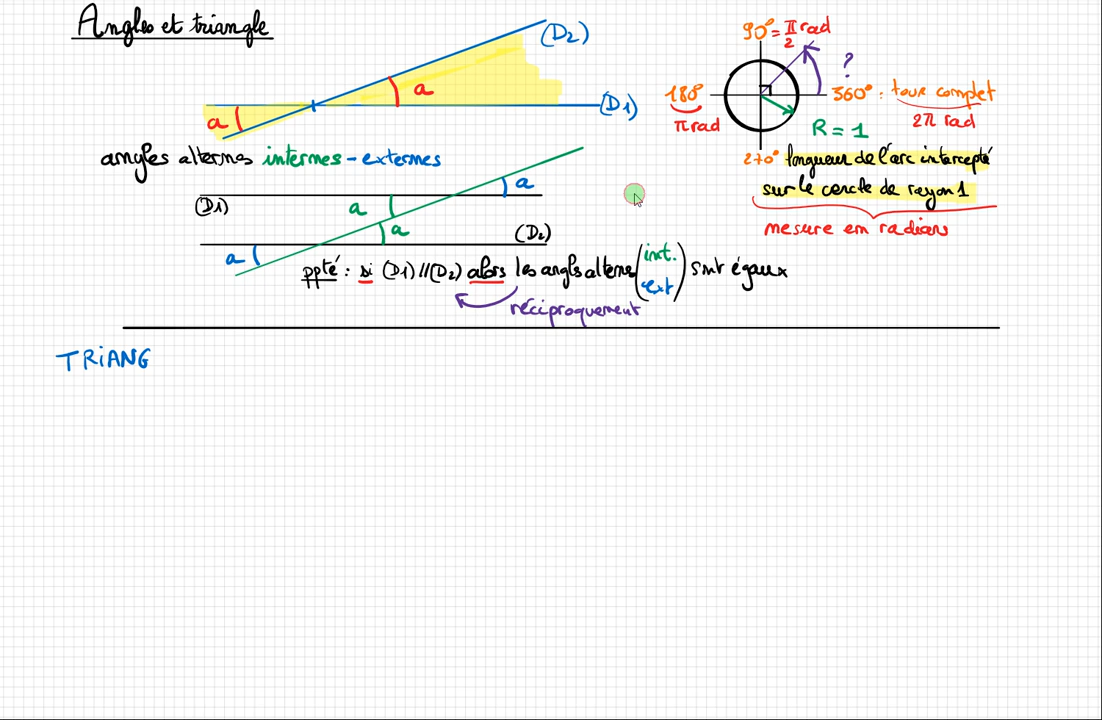 Angles et triangle
(D2)
a
a
(D1)
90° = π/2 rad
?
180°
π rad
360° : tour complet
2π rad
R = 1
270°
longueur de l'arc intercepté
sur le cercle de rayon 1
mesure en radians
angles alternes internes - externes
(D1)
a
a
a
(D2)
a
ppté : si (D1) // (D2) alors les angles alternes (int. ext) sont égaux
réciproquement
TRIANG